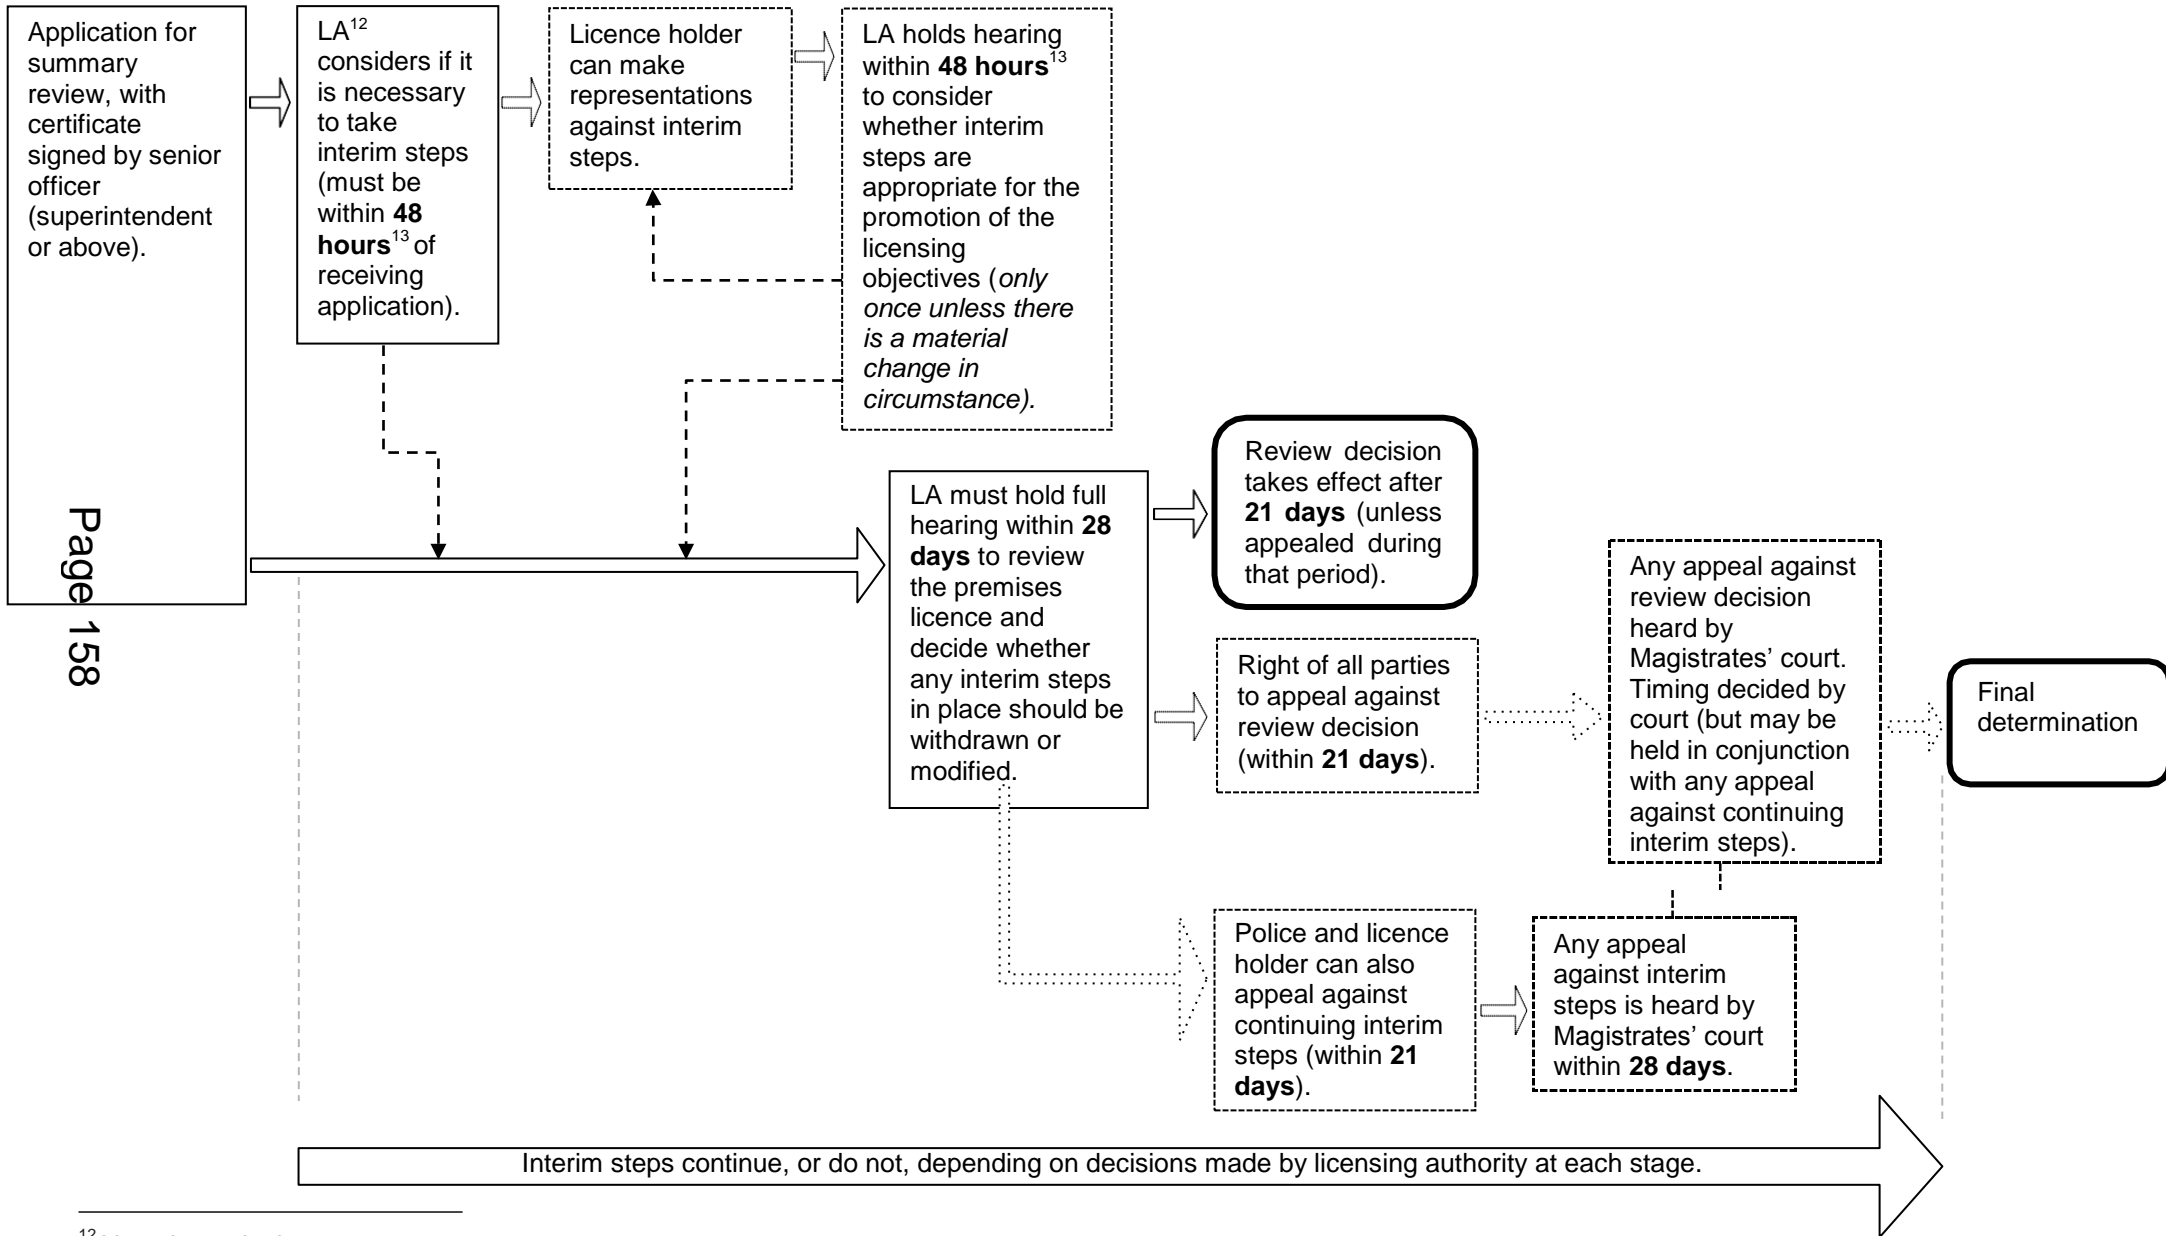 Application for
summary
review, with
certificate
signed by senior
officer
(superintendent
or above).
LA12
considers if it
is necessary
to take
interim steps
(must be
within 48
hours13 of
receiving
application).
Licence holder
can make
representations
against interim
steps.
LA holds hearing
within 48 hours13
to consider
whether interim
steps are
appropriate for the
promotion of the
licensing
objectives (only
once unless there
is a material
change in
circumstance).
LA must hold full
hearing within 28
days to review
the premises
licence and
decide whether
any interim steps
in place should be
withdrawn or
modified.
Review decision
takes effect after
21 days (unless
appealed during
that period).
Right of all parties
to appeal against
review decision
(within 21 days).
Any appeal against
review decision
heard by
Magistrates’ court.
Timing decided by
court (but may be
held in conjunction
with any appeal
against continuing
interim steps).
Final
determination
Police and licence
holder can also
appeal against
continuing interim
steps (within 21
days).
Any appeal
against interim
steps is heard by
Magistrates’ court
within 28 days.
Interim steps continue, or do not, depending on decisions made by licensing authority at each stage.
Page 158
12